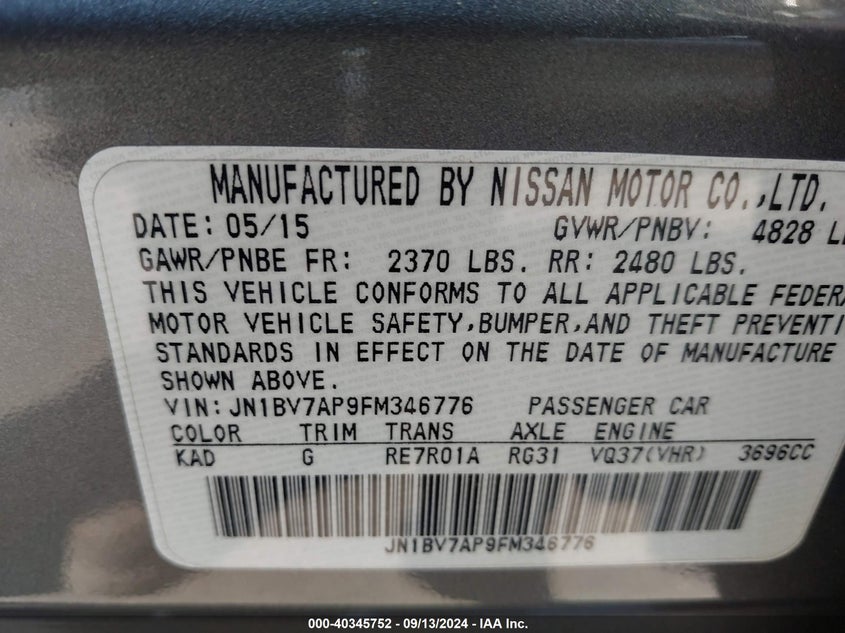 MANUFACTURED BY NISSAN MOTOR CO.,LTD.
DATE: 05/15 GVWR/PNBV: 4828
GAWR/PNBE FR: 2370 LBS. RR: 2480 LBS.
THIS VEHICLE CONFORMS TO ALL APPLICABLE FEDERA
MOTOR VEHICLE SAFETY,BUMPER,AND THEFT PREVENTI
STANDARDS IN EFFECT ON THE DATE OF MANUFACTURE
SHOWN ABOVE.
VIN: JN1BV7AP9FM346776 PASSENGER CAR
COLOR TRIM TRANS AXLE ENGINE
KAD G RE7R01A RG31 VQ37(VHR) 3696CC
JN1BV7AP9FM346776
000-40345752 - 09/13/2024 - IAA Inc.